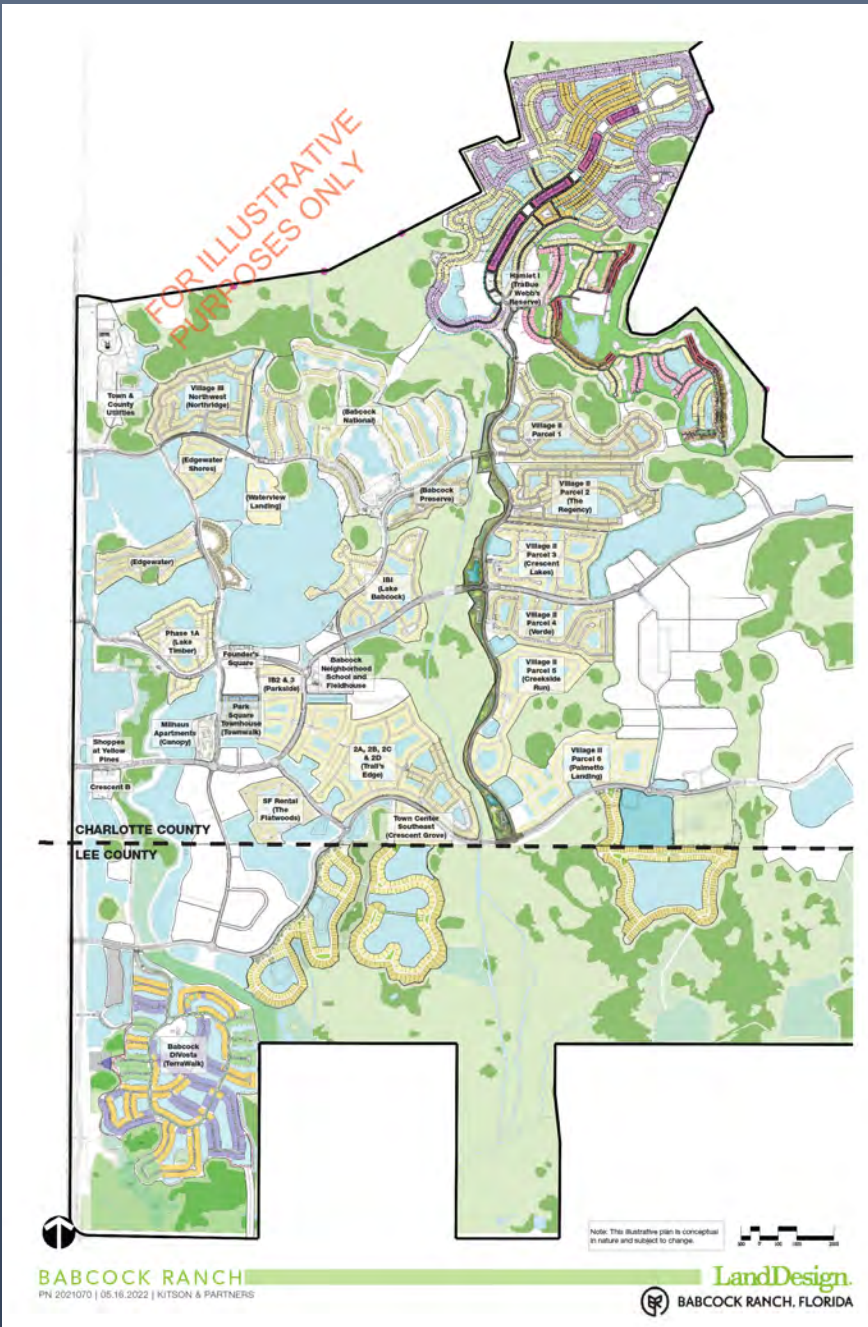 FOR ILLUSTRATIVE
PURPOSES ONLY
Hamlet I
(TraBue
/ Webb's
Reserve)
Town &
County
Utilities
Village III
Northwest
(Northridge)
(Babcock
National)
Village II
Parcel 1
(Edgewater
Shores)
(Waterview
Landing)
(Babcock
Preserve)
Village II
Parcel 2
(The
Regency)
(Edgewater)
IBI
(Lake
Babcock)
Village II
Parcel 3
(Crescent
Lakes)
Village II
Parcel 4
(Verde)
Phase 1A
(Lake
Timber)
Founder's
Square
Babcock
Neighborhood
School and
Fieldhouse
Village II
Parcel 5
(Creekside
Run)
IB2 & 3
(Parkside)
Park
Square
Townhouse
(Townwalk)
Milhaus
Apartments
(Canopy)
Shoppes
at Yellow
Pines
Crescent B
2A, 2B, 2C
& 2D
(Trail's
Edge)
Village II
Parcel 6
(Palmetto
Landing)
SF Rental
(The
Flatwoods)
Town Center
Southeast
(Crescent Grove)
CHARLOTTE COUNTY
LEE COUNTY
Babcock
DiVosta
(TerraWalk)
Note: This illustrative plan is conceptual
in nature and subject to change.
BABCOCK RANCH
PN 2021070 | 05.16.2022 | KITSON & PARTNERS
LandDesign.
BABCOCK RANCH, FLORIDA